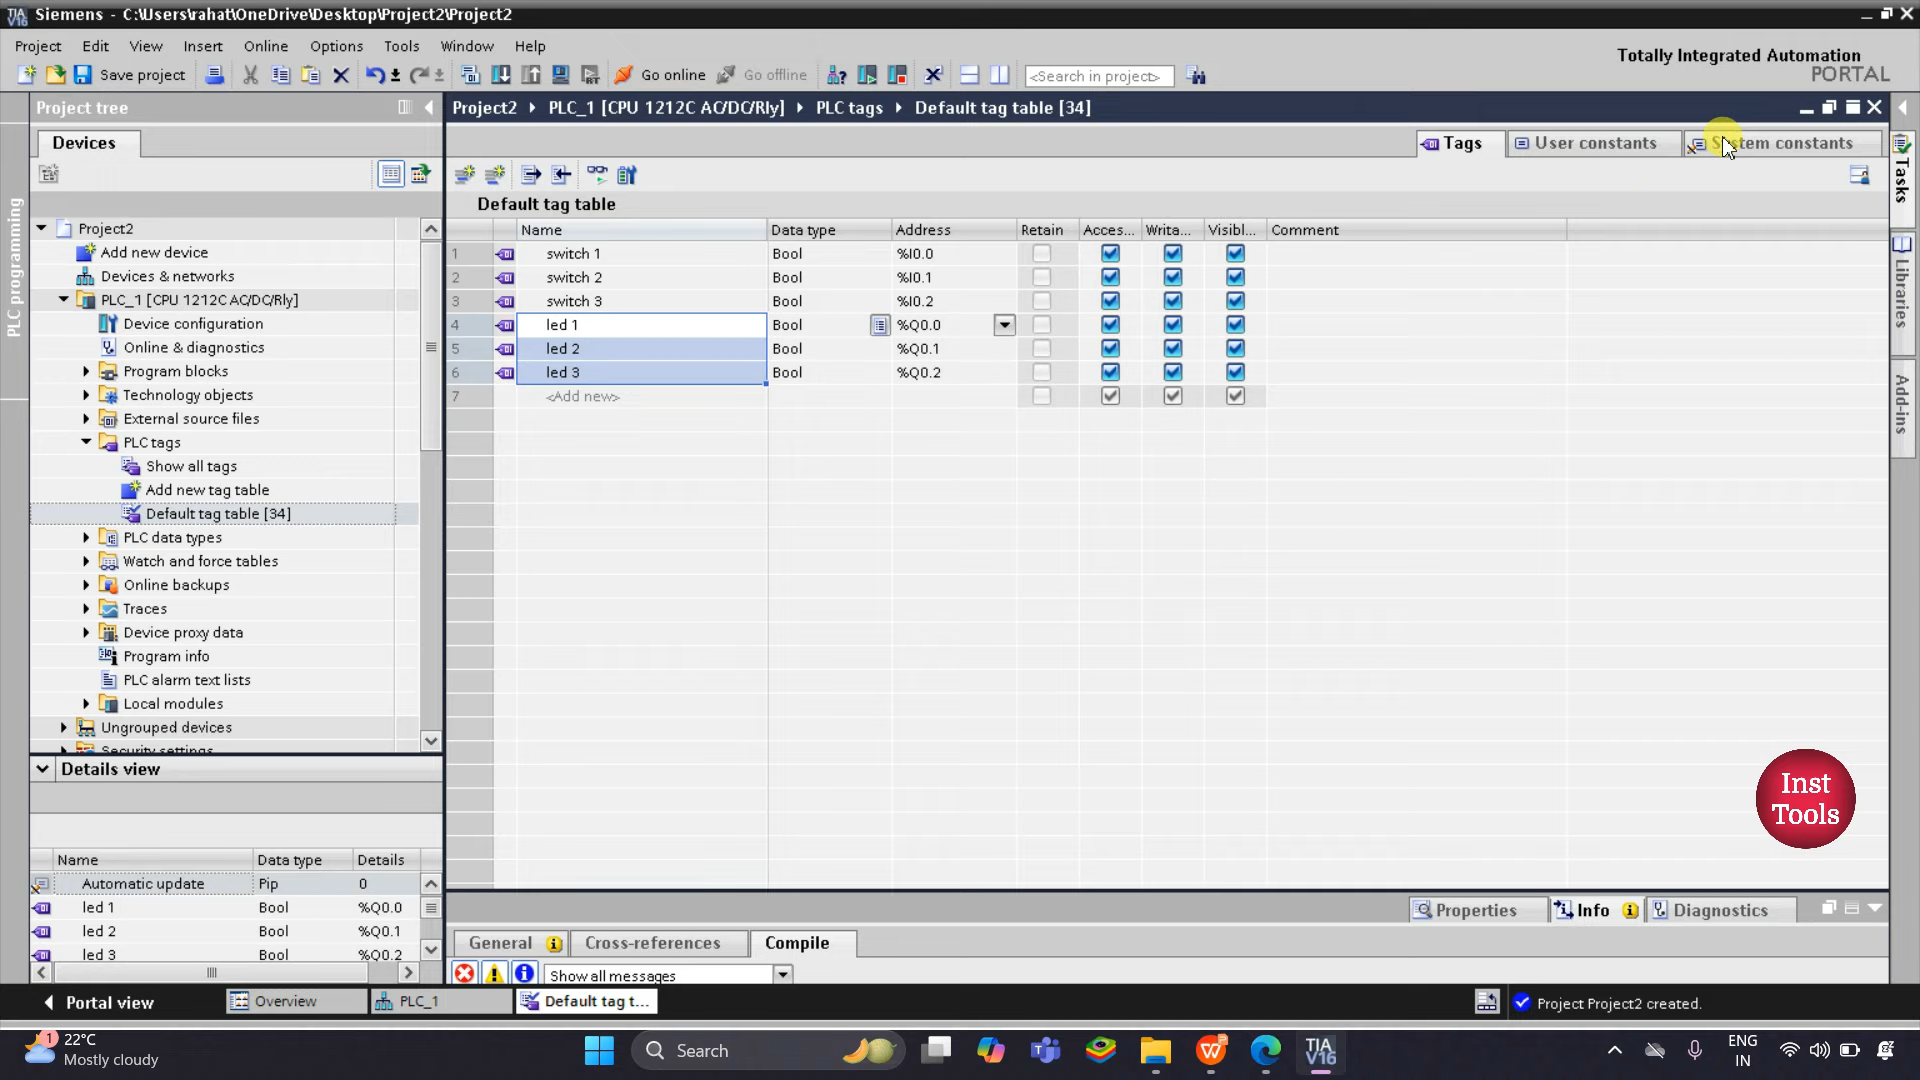 Siemens - C:\Users\rahat\OneDrive\Desktop\Project2\Project2
Project Edit View Insert Online Options Tools Window Help
Totally Integrated Automation
PORTAL
Save project
Go online
Go offline
<Search in project>
Project tree
Project2 PLC_1 [CPU 1212C AC/DC/Rly] PLC tags Default tag table [34]
Devices
Tags User constants System constants
Default tag table
Name Data type Address Retain Acces... Writa... Visibl... Comment
1 switch 1 Bool %I0.0
2 switch 2 Bool %I0.1
3 switch 3 Bool %I0.2
4 led 1 Bool %Q0.0
5 led 2 Bool %Q0.1
6 led 3 Bool %Q0.2
7 <Add new>
Project2
Add new device
Devices & networks
PLC_1 [CPU 1212C AC/DC/Rly]
Device configuration
Online & diagnostics
Program blocks
Technology objects
External source files
PLC tags
Show all tags
Add new tag table
Default tag table [34]
PLC data types
Watch and force tables
Online backups
Traces
Device proxy data
Program info
PLC alarm text lists
Local modules
Ungrouped devices
Security settings
PLC programming
Tasks
Libraries
Add-ins
Details view
Name Data type Details
Automatic update Pip 0
led 1 Bool %Q0.0
led 2 Bool %Q0.1
led 3 Bool %Q0.2
Inst
Tools
Properties Info Diagnostics
General Cross-references Compile
Show all messages
Portal view Overview PLC_1 Default tag t...
Project Project2 created.
1
22°C
Mostly cloudy
Search
TIA
V16
ENG
IN